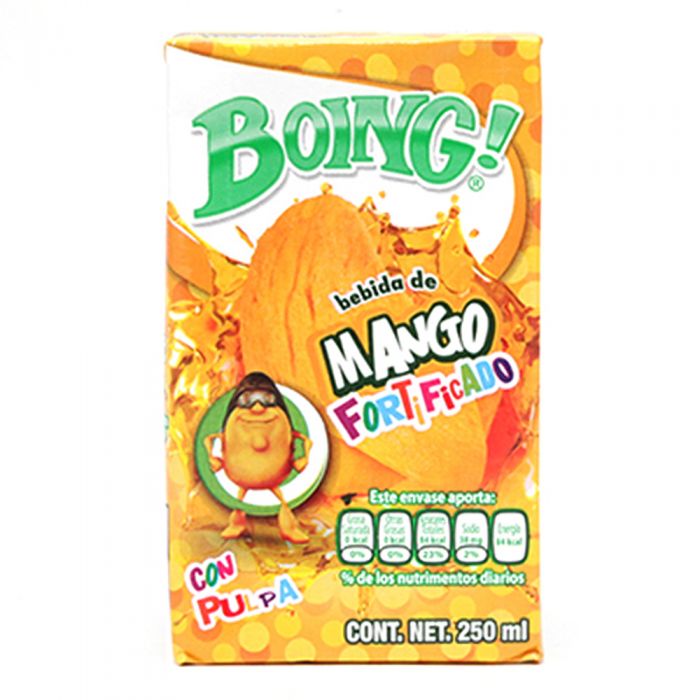 BOING!
®
bebida de
MANGO
FORTIFICADO
Este envase aporta:
Grasa Saturada 0 kcal 0%
Otras Grasas 0 kcal 0%
Azúcares Totales 84 kcal 23%
Sodio 38 mg 2%
Energía 84 kcal
% de los nutrimentos diarios
CON
PULPA
CONT. NET. 250 ml